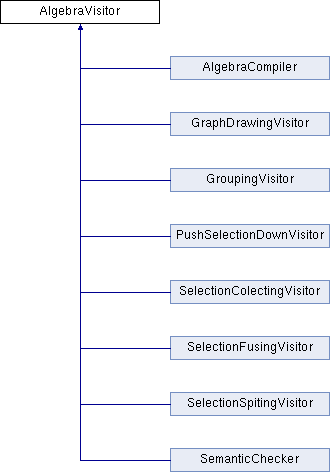 AlgebraVisitor
AlgebraCompiler
GraphDrawingVisitor
GroupingVisitor
PushSelectionDownVisitor
SelectionColectingVisitor
SelectionFusingVisitor
SelectionSpitingVisitor
SemanticChecker